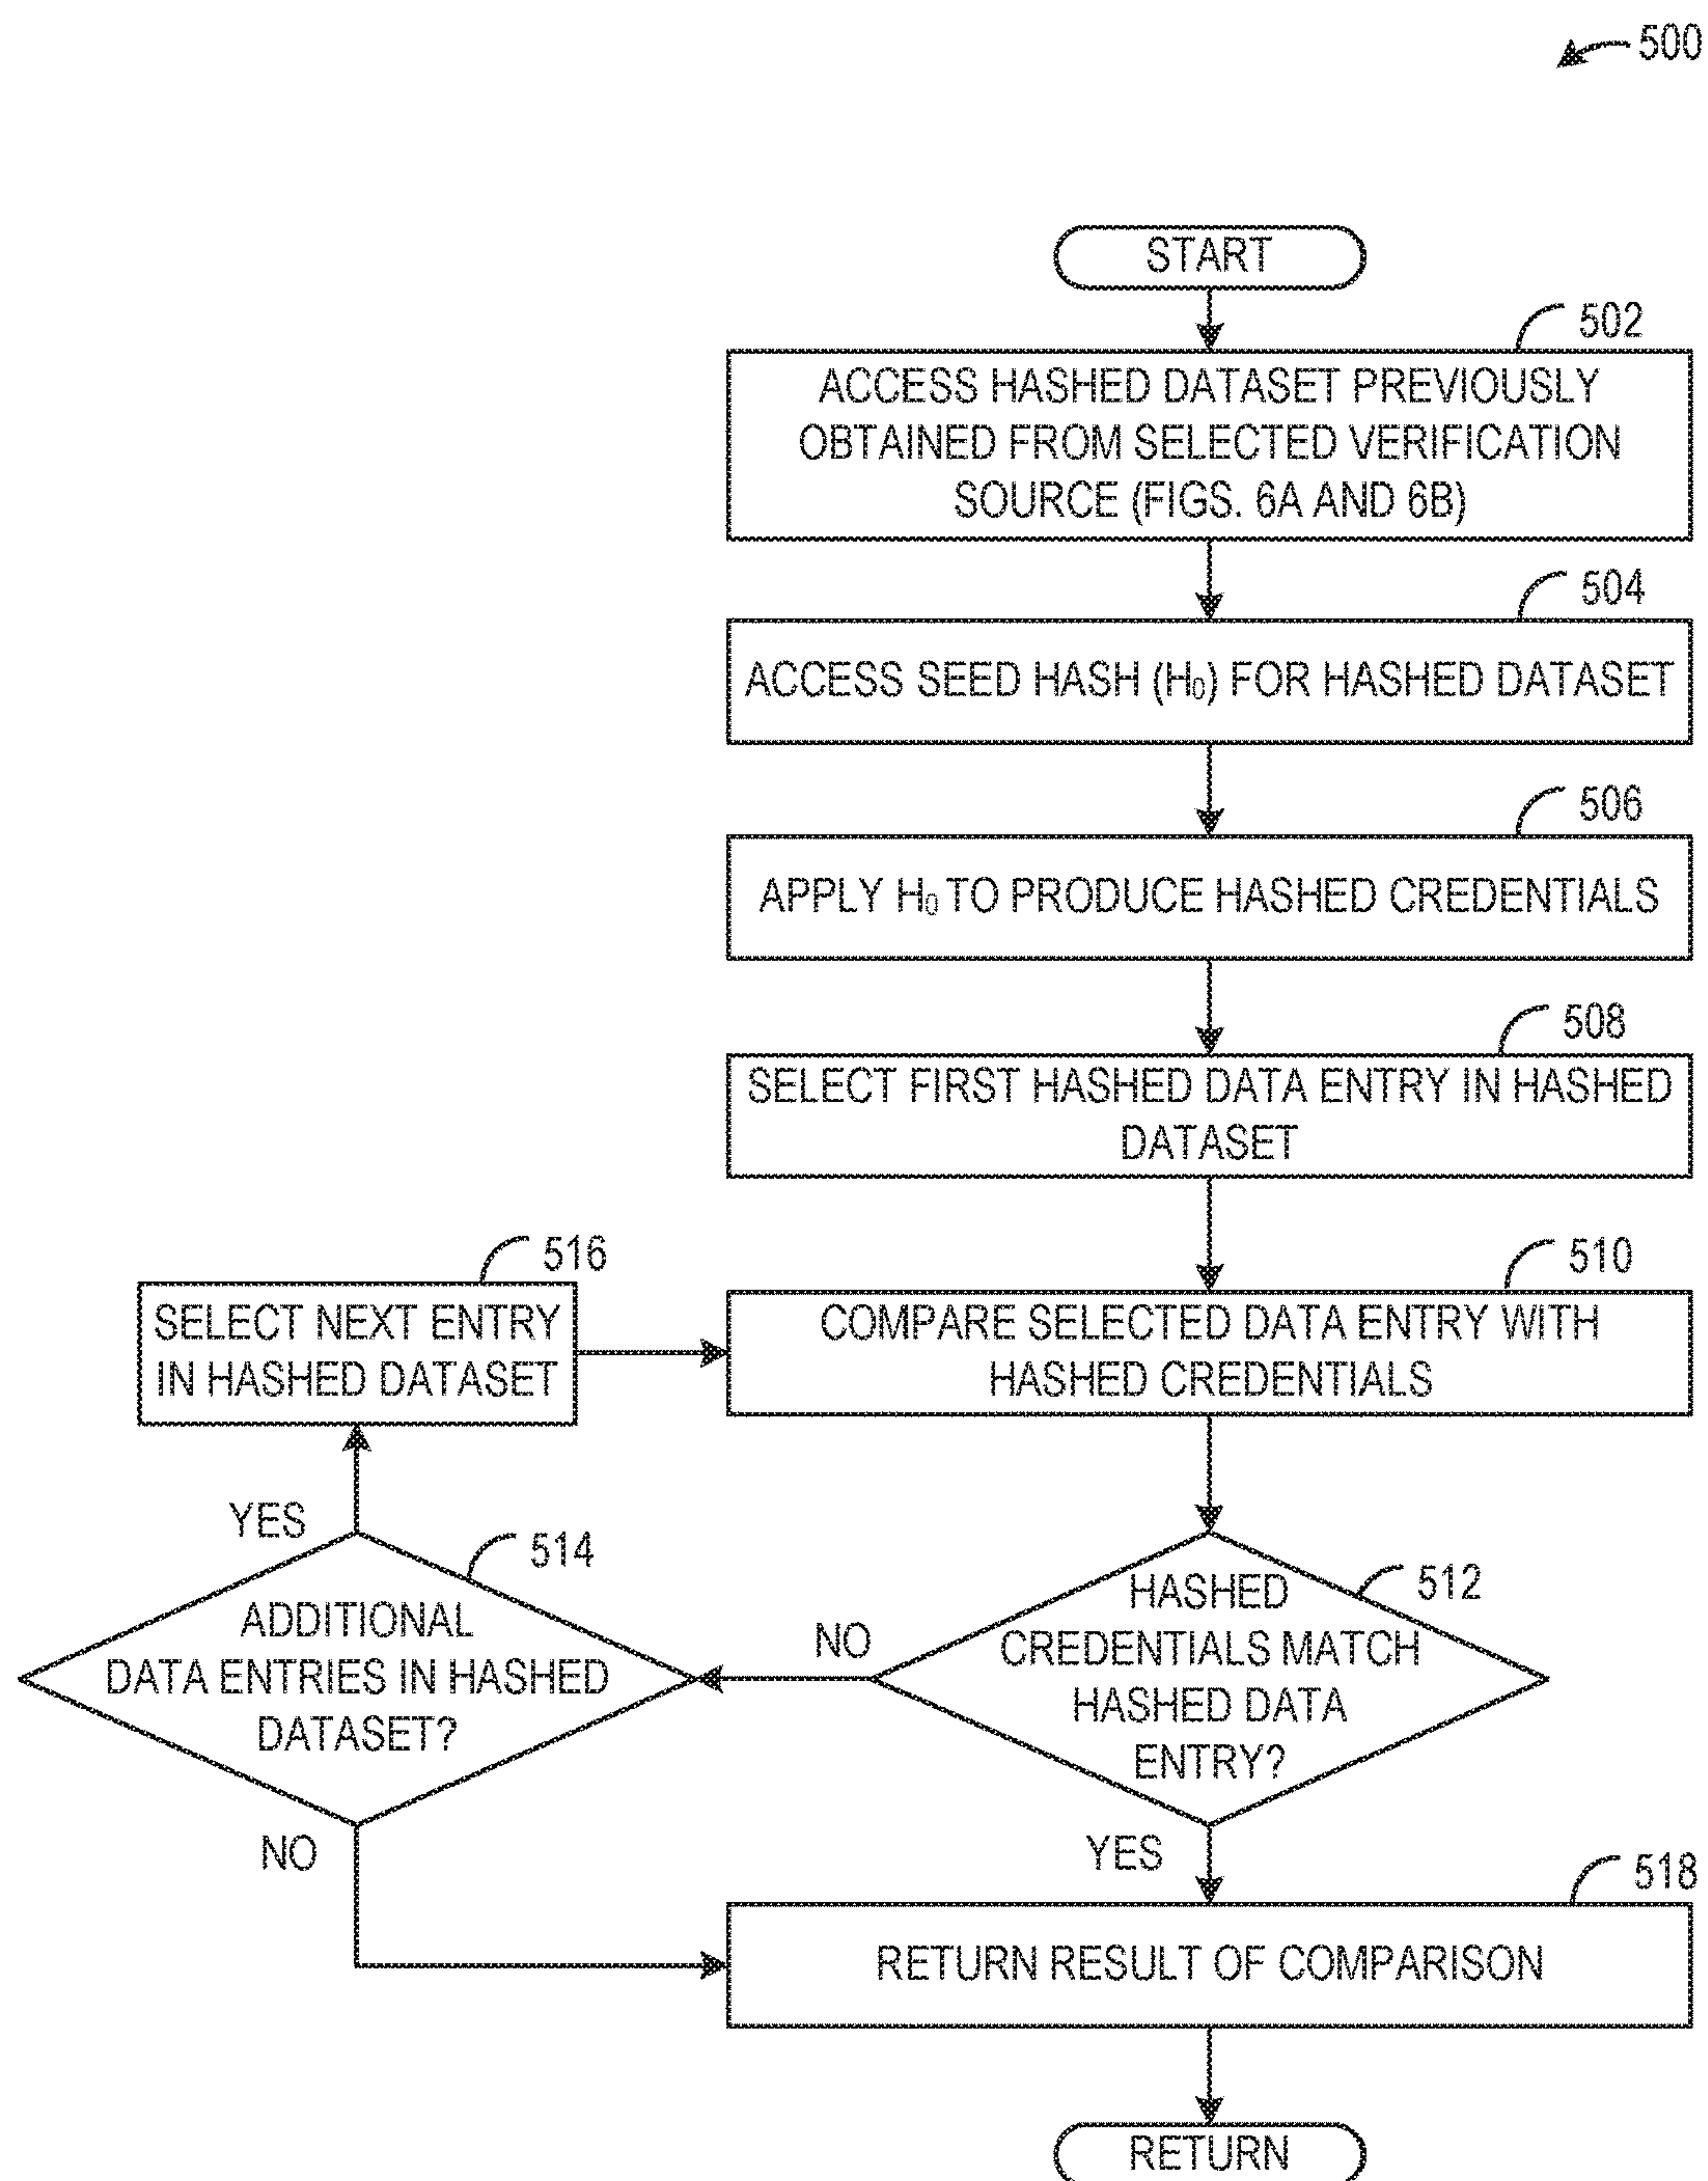 500
START
502
ACCESS HASHED DATASET PREVIOUSLY
OBTAINED FROM SELECTED VERIFICATION
SOURCE (FIGS. 6A AND 6B)
504
ACCESS SEED HASH (H₀) FOR HASHED DATASET
506
APPLY H₀ TO PRODUCE HASHED CREDENTIALS
508
SELECT FIRST HASHED DATA ENTRY IN HASHED
DATASET
516
SELECT NEXT ENTRY
IN HASHED DATASET
510
COMPARE SELECTED DATA ENTRY WITH
HASHED CREDENTIALS
YES
514
ADDITIONAL
DATA ENTRIES IN HASHED
DATASET?
NO
NO
512
HASHED
CREDENTIALS MATCH
HASHED DATA
ENTRY?
YES
518
RETURN RESULT OF COMPARISON
RETURN